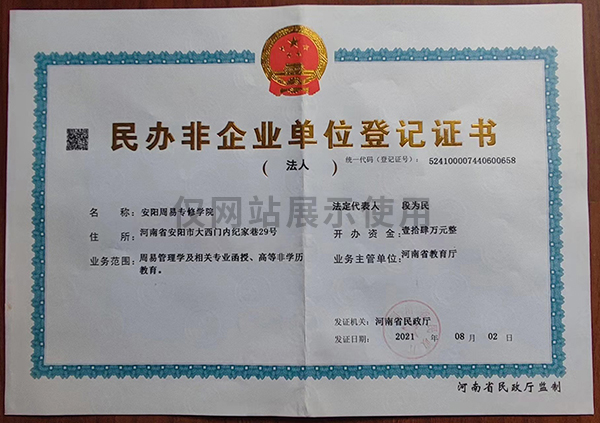 民办非企业单位登记证书
( 法人 )
统一代码（登记证号）： 524100007440600658
名 称： 安阳周易专修学院
法定代表人 段为民
住 所： 河南省安阳市大西门内纪家巷29号
开办资金： 壹拾肆万元整
业务范围： 周易管理学及相关专业函授、高等非学历
教育。
业务主管单位： 河南省教育厅
仅网站展示使用
发证机关： 河南省民政厅
发证日期： 2021 年 08 月 02 日
河南省民政厅监制